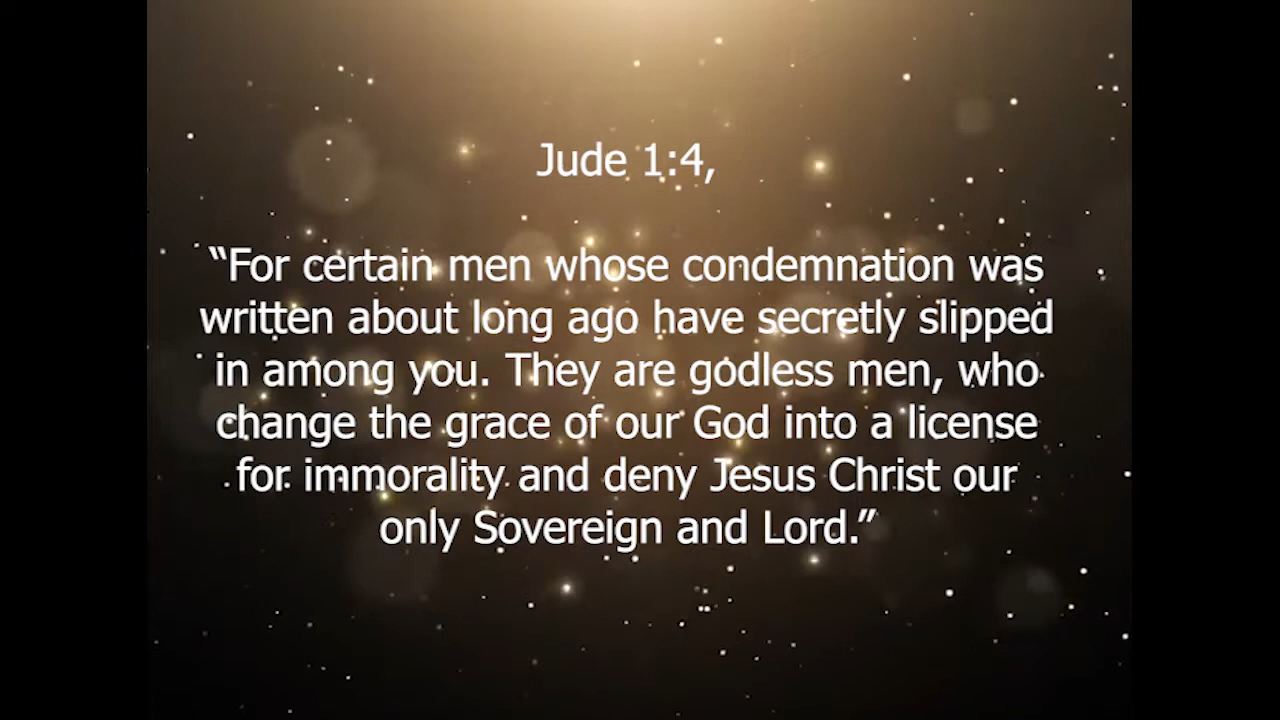 Jude 1:4,
“For certain men whose condemnation was
written about long ago have secretly slipped
in among you. They are godless men, who
change the grace of our God into a license
for immorality and deny Jesus Christ our
only Sovereign and Lord.”